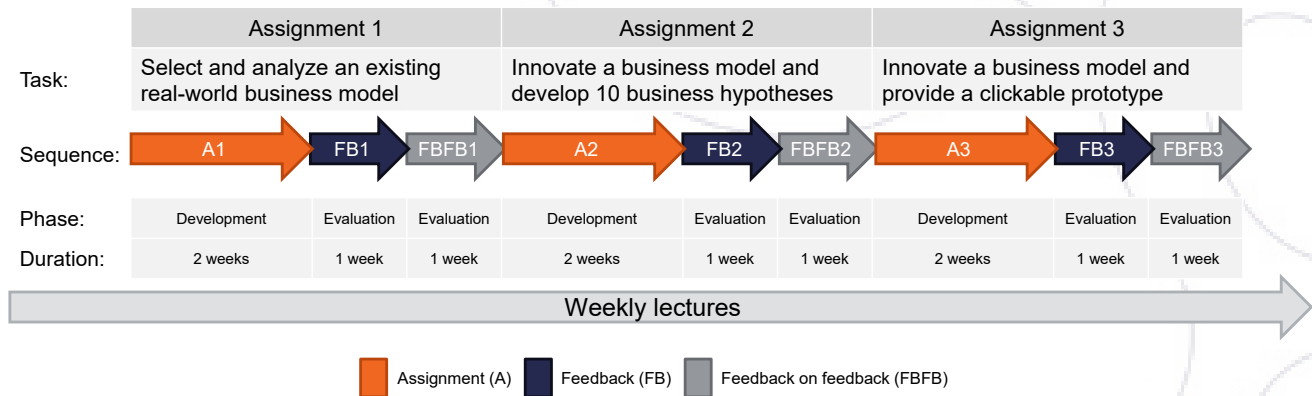 Assignment 1 Assignment 2 Assignment 3
Task: Select and analyze an existing Innovate a business model and Innovate a business model and
real-world business model develop 10 business hypotheses provide a clickable prototype
Sequence: A1 FB1 FBFB1 A2 FB2 FBFB2 A3 FB3 FBFB3
Phase: Development Evaluation Evaluation Development Evaluation Evaluation Development Evaluation Evaluation
Duration: 2 weeks 1 week 1 week 2 weeks 1 week 1 week 2 weeks 1 week 1 week
Weekly lectures
Assignment (A) Feedback (FB) Feedback on feedback (FBFB)